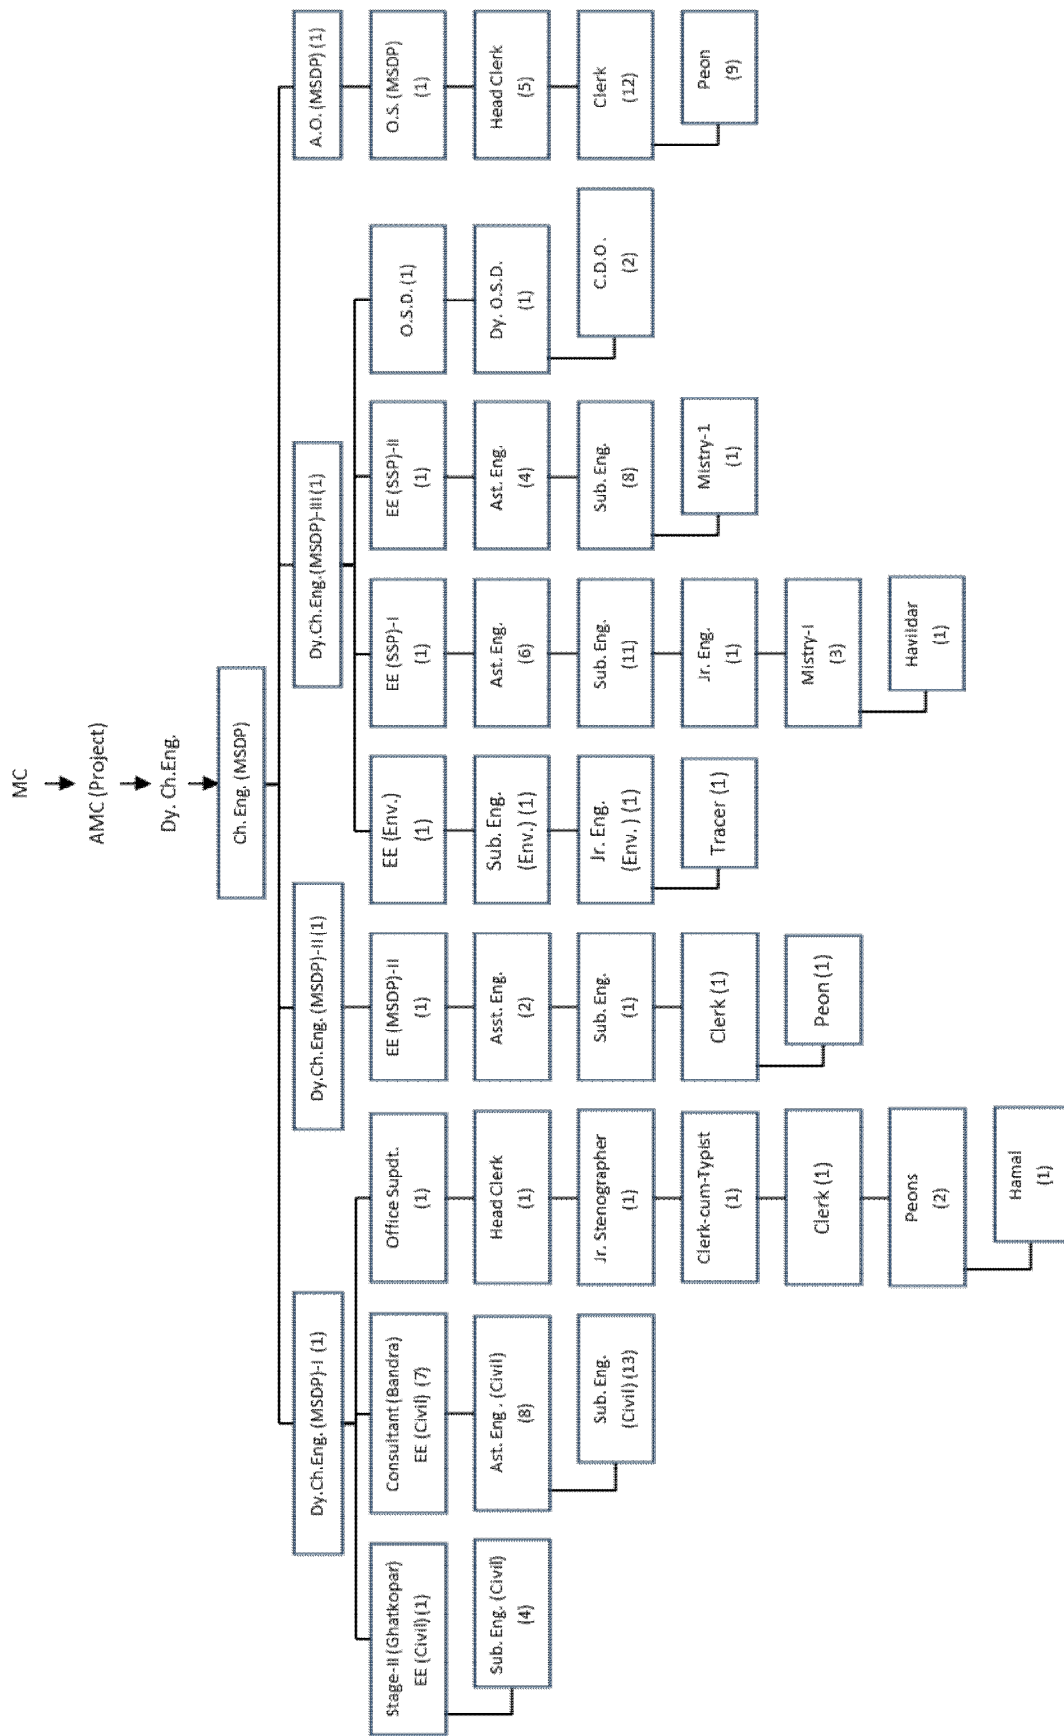 MC
AMC (Project)
Dy. Ch.Eng.
Ch. Eng. (MSDP)
Dy.Ch.Eng. (MSDP)-I (1)
Stage-II (Ghatkopar)
EE (Civil) (1)
Sub. Eng. (Civil)
(4)
Consultant (Bandra)
EE (Civil) (7)
Ast. Eng . (Civil)
(8)
Sub. Eng.
(Civil) (13)
Office Supdt.
(1)
Head Clerk
(1)
Jr. Stenographer
(1)
Clerk-cum-Typist
(1)
Clerk (1)
Peons
(2)
Hamal
(1)
Dy.Ch.Eng. (MSDP)-II (1)
EE (MSDP)-II
(1)
Asst. Eng.
(2)
Sub. Eng.
(1)
Clerk (1)
Peon (1)
Dy.Ch.Eng.(MSDP)-III (1)
EE (Env.)
(1)
Sub. Eng.
(Env.) (1)
Jr. Eng.
(Env. ) (1)
Tracer (1)
EE (SSP)-I
(1)
Ast. Eng.
(6)
Sub. Eng.
(11)
Jr. Eng.
(1)
Mistry-I
(3)
Havildar
(1)
EE (SSP)-II
(1)
Ast. Eng.
(4)
Sub. Eng.
(8)
Mistry-1
(1)
O.S.D. (1)
Dy. O.S.D.
(1)
C.D.O .
(2)
A.O. (MSDP) (1)
O.S. (MSDP)
(1)
Head Clerk
(5)
Clerk
(12)
Peon
(9)